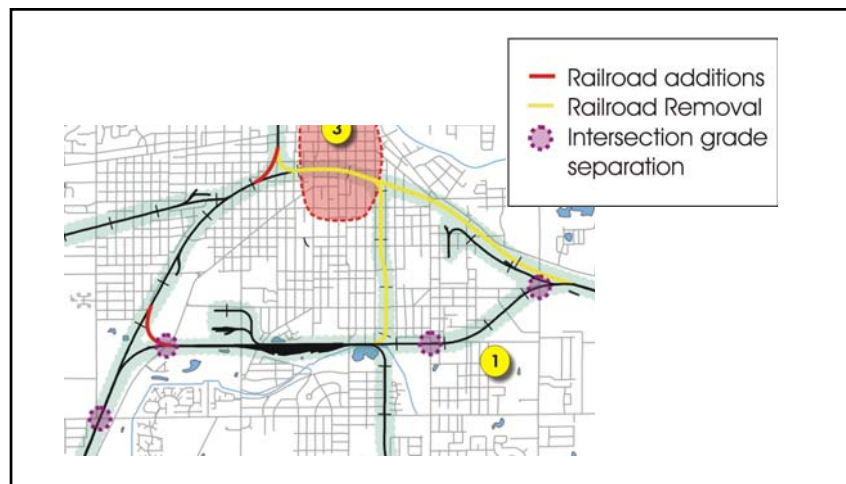 Railroad additions
Railroad Removal
Intersection grade
separation
3
1